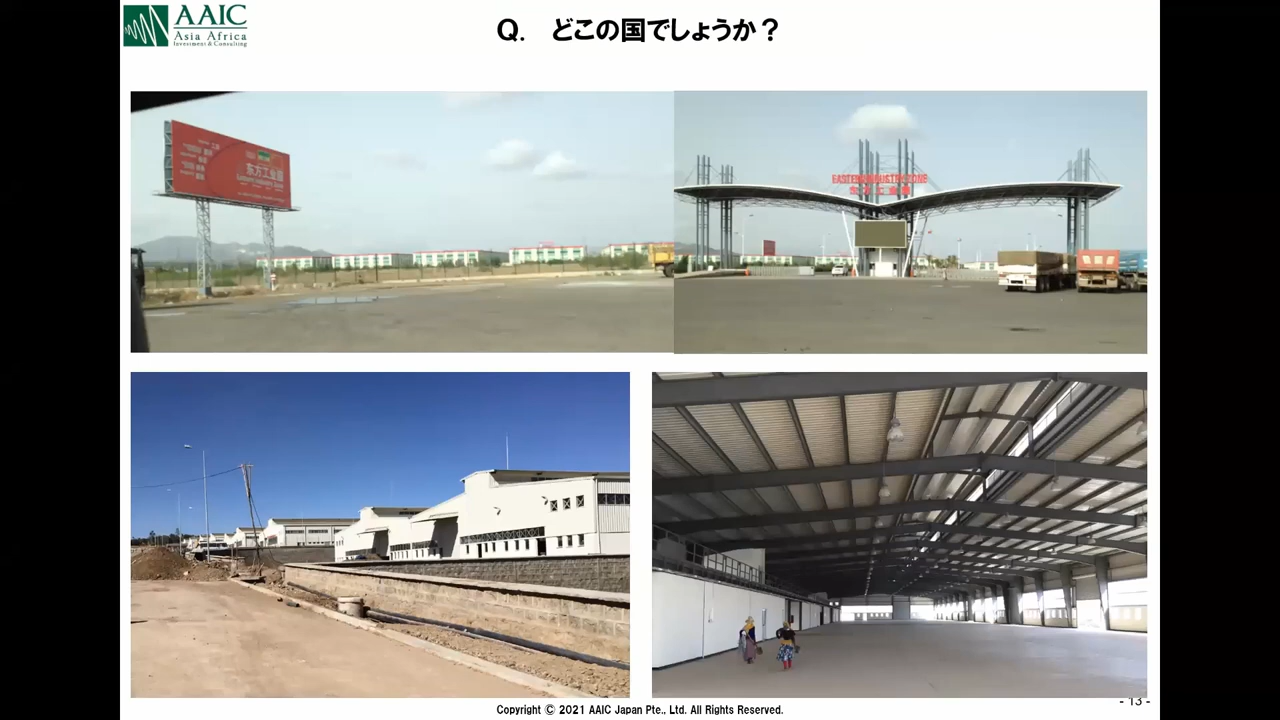 AAIC
Asia Africa
Investment & Consulting
Q. どこの国でしょうか？
东方工业园
EASTERN INDUSTRY ZONE
东方工业园
Copyright © 2021 AAIC Japan Pte., Ltd. All Rights Reserved.
- 13 -